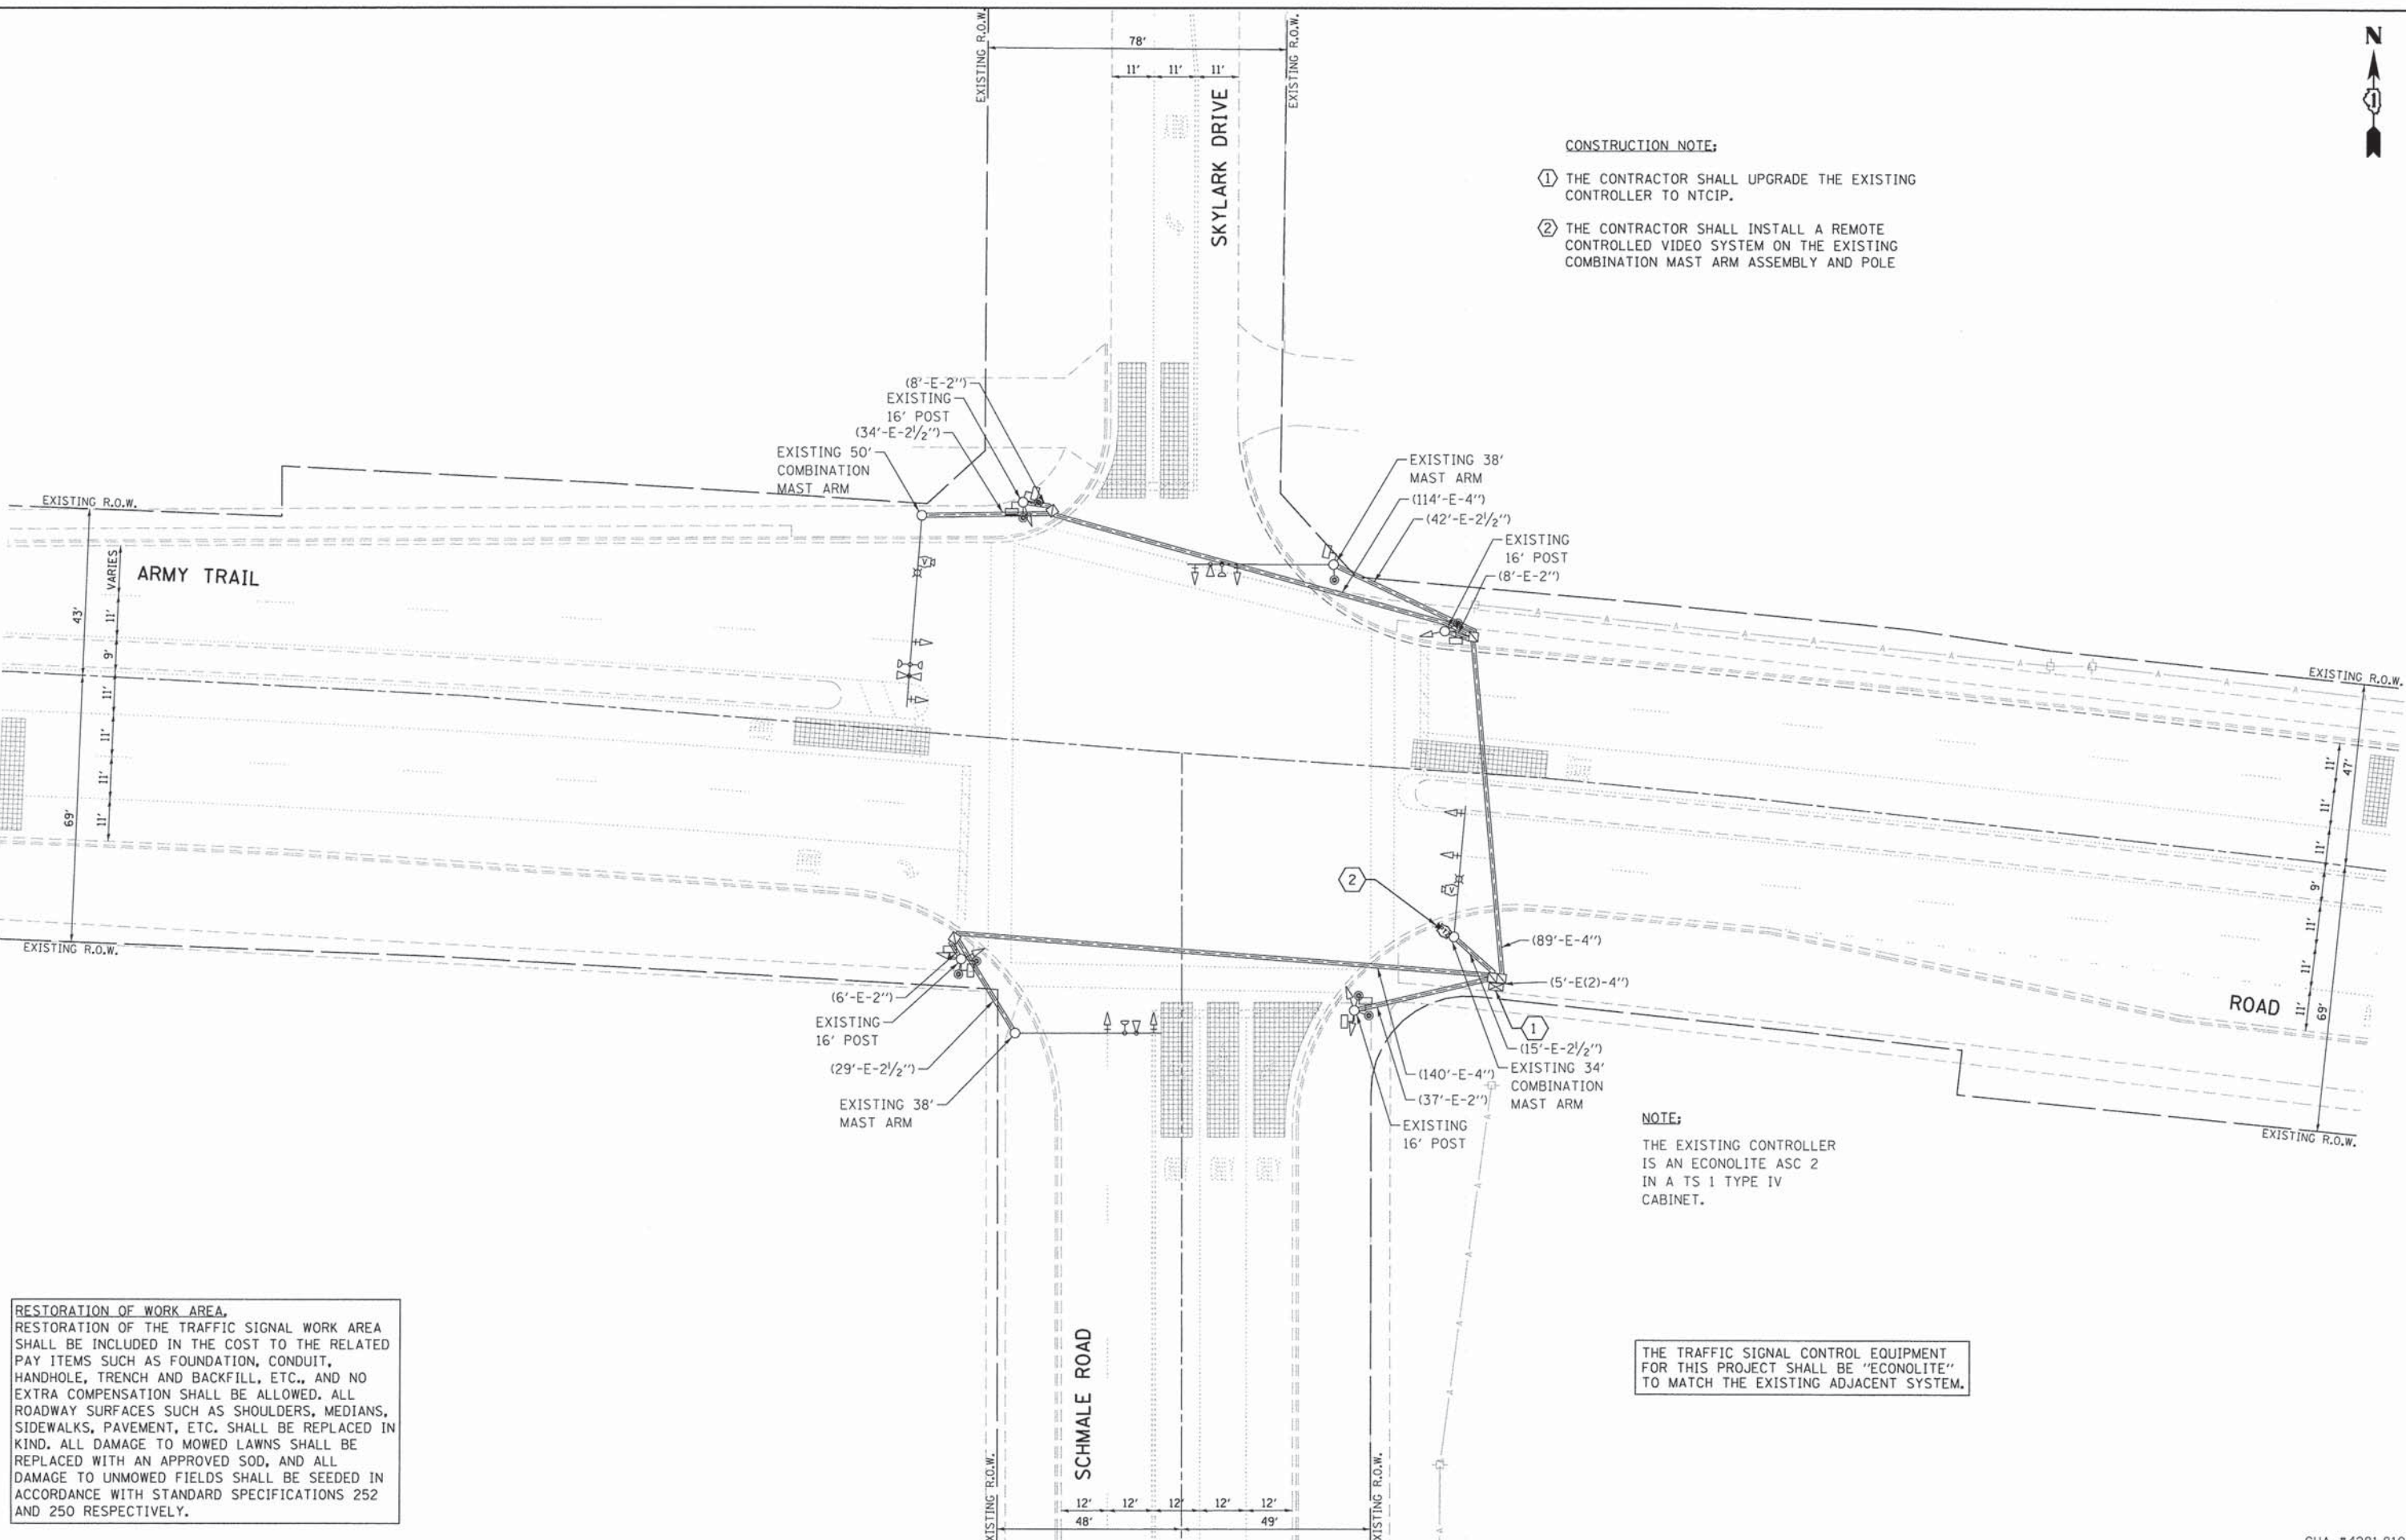 EXISTING R.O.W.
78'
EXISTING R.O.W.
N
1
11' 11' 11'
SKYLARK DRIVE
CONSTRUCTION NOTE:
1 THE CONTRACTOR SHALL UPGRADE THE EXISTING
CONTROLLER TO NTCIP.
2 THE CONTRACTOR SHALL INSTALL A REMOTE
CONTROLLED VIDEO SYSTEM ON THE EXISTING
COMBINATION MAST ARM ASSEMBLY AND POLE
(8'-E-2")
EXISTING
16' POST
(34'-E-2½")
EXISTING 50'
COMBINATION
MAST ARM
EXISTING 38'
MAST ARM
(114'-E-4")
(42'-E-2½")
EXISTING
16' POST
(8'-E-2")
EXISTING R.O.W.
VARIES
ARMY TRAIL
43'
11'
9'
11'
11'
11'
11'
69'
EXISTING R.O.W.
V
EXISTING R.O.W.
11'
47'
11'
11'
9'
11'
11'
11'
69'
ROAD
EXISTING R.O.W.
V
2
(89'-E-4")
(5'-E(2)-4")
1
(15'-E-2½")
EXISTING 34'
COMBINATION
MAST ARM
(140'-E-4")
(37'-E-2")
EXISTING
16' POST
(6'-E-2")
EXISTING
16' POST
(29'-E-2½")
EXISTING 38'
MAST ARM
A A A A A A A A A A A A
A A A A A A
NOTE:
THE EXISTING CONTROLLER
IS AN ECONOLITE ASC 2
IN A TS 1 TYPE IV
CABINET.
RESTORATION OF WORK AREA.
RESTORATION OF THE TRAFFIC SIGNAL WORK AREA
SHALL BE INCLUDED IN THE COST TO THE RELATED
PAY ITEMS SUCH AS FOUNDATION, CONDUIT,
HANDHOLE, TRENCH AND BACKFILL, ETC., AND NO
EXTRA COMPENSATION SHALL BE ALLOWED. ALL
ROADWAY SURFACES SUCH AS SHOULDERS, MEDIANS,
SIDEWALKS, PAVEMENT, ETC. SHALL BE REPLACED IN
KIND. ALL DAMAGE TO MOWED LAWNS SHALL BE
REPLACED WITH AN APPROVED SOD, AND ALL
DAMAGE TO UNMOWED FIELDS SHALL BE SEEDED IN
ACCORDANCE WITH STANDARD SPECIFICATIONS 252
AND 250 RESPECTIVELY.
THE TRAFFIC SIGNAL CONTROL EQUIPMENT
FOR THIS PROJECT SHALL BE "ECONOLITE"
TO MATCH THE EXISTING ADJACENT SYSTEM.
SCHMALE ROAD
EXISTING R.O.W.
EXISTING R.O.W.
12' 12' 12' 12' 12'
48' 49'